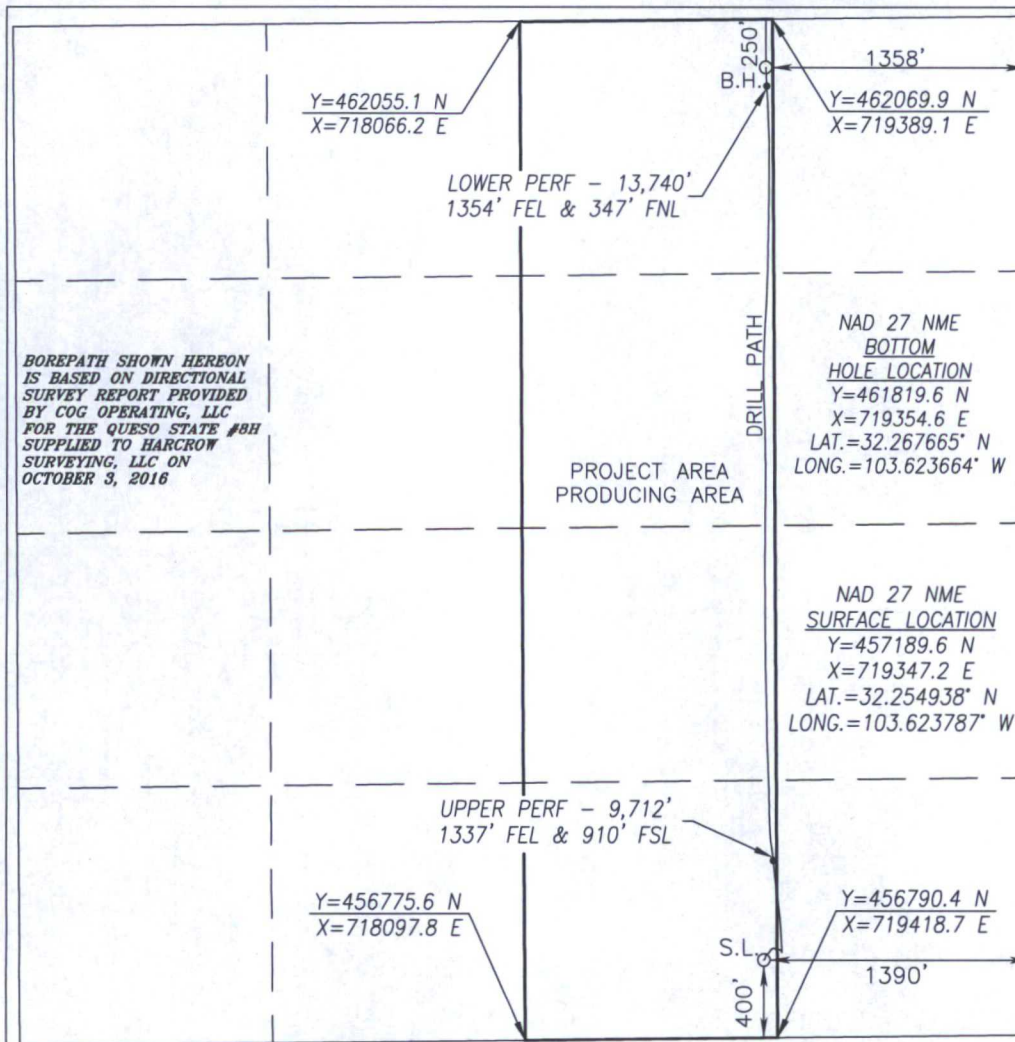 250'
1358'
B.H.
Y=462055.1 N
X=718066.2 E
Y=462069.9 N
X=719389.1 E
LOWER PERF - 13,740'
1354' FEL & 347' FNL
BOREPATH SHOWN HEREON
IS BASED ON DIRECTIONAL
SURVEY REPORT PROVIDED
BY COG OPERATING, LLC
FOR THE QUESO STATE #8H
SUPPLIED TO HARCROW
SURVEYING, LLC ON
OCTOBER 3, 2016
DRILL PATH
NAD 27 NME
BOTTOM
HOLE LOCATION
Y=461819.6 N
X=719354.6 E
LAT.=32.267665° N
LONG.=103.623664° W
PROJECT AREA
PRODUCING AREA
NAD 27 NME
SURFACE LOCATION
Y=457189.6 N
X=719347.2 E
LAT.=32.254938° N
LONG.=103.623787° W
UPPER PERF - 9,712'
1337' FEL & 910' FSL
Y=456775.6 N
X=718097.8 E
Y=456790.4 N
X=719418.7 E
S.L.
1390'
400'